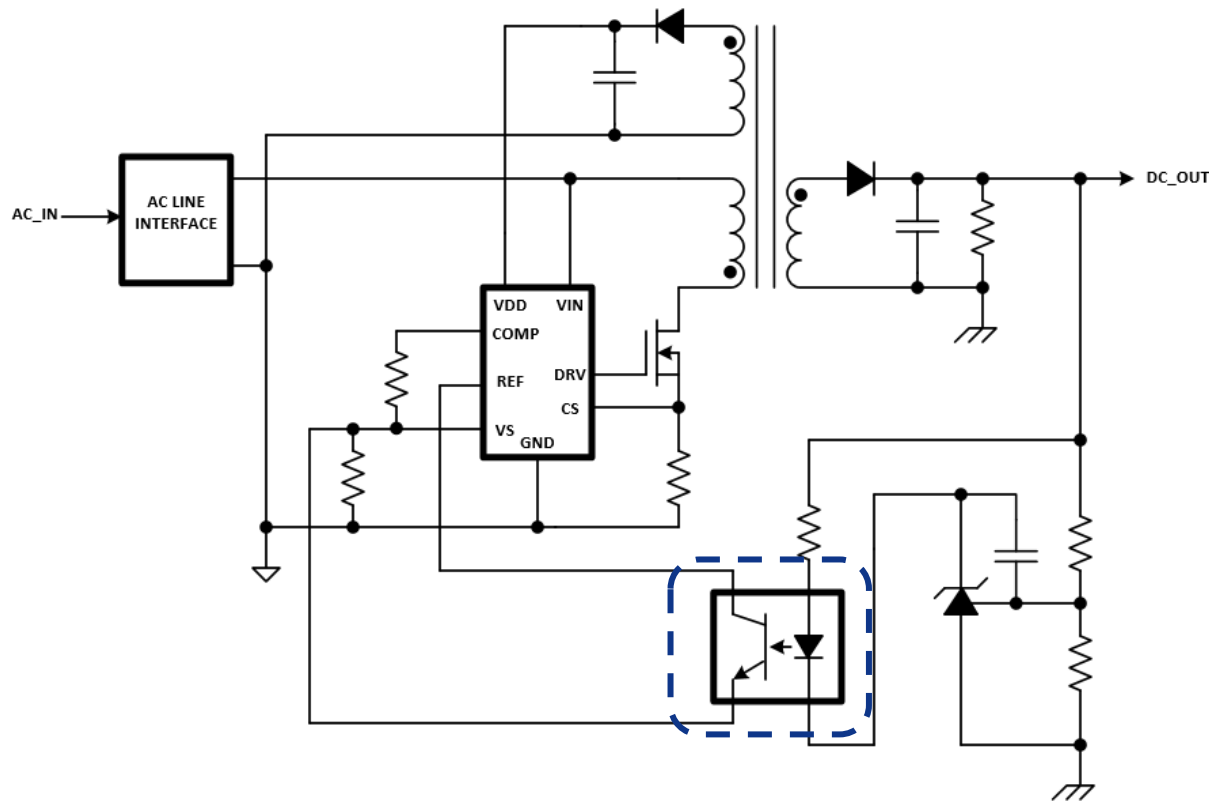 DC_OUT
AC LINE
INTERFACE
AC_IN
VDD
VIN
COMP
DRV
REF
CS
VS
GND